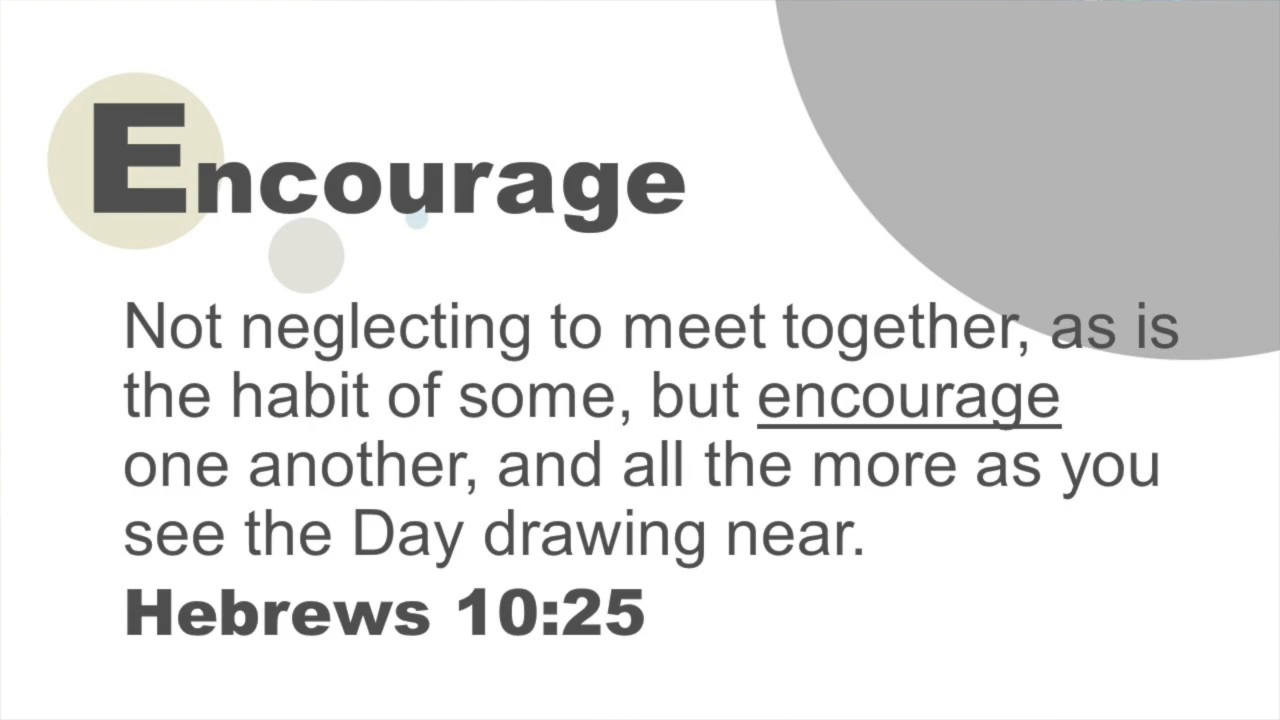 Encourage
Not neglecting to meet together, as is
the habit of some, but encourage
one another, and all the more as you
see the Day drawing near.
Hebrews 10:25